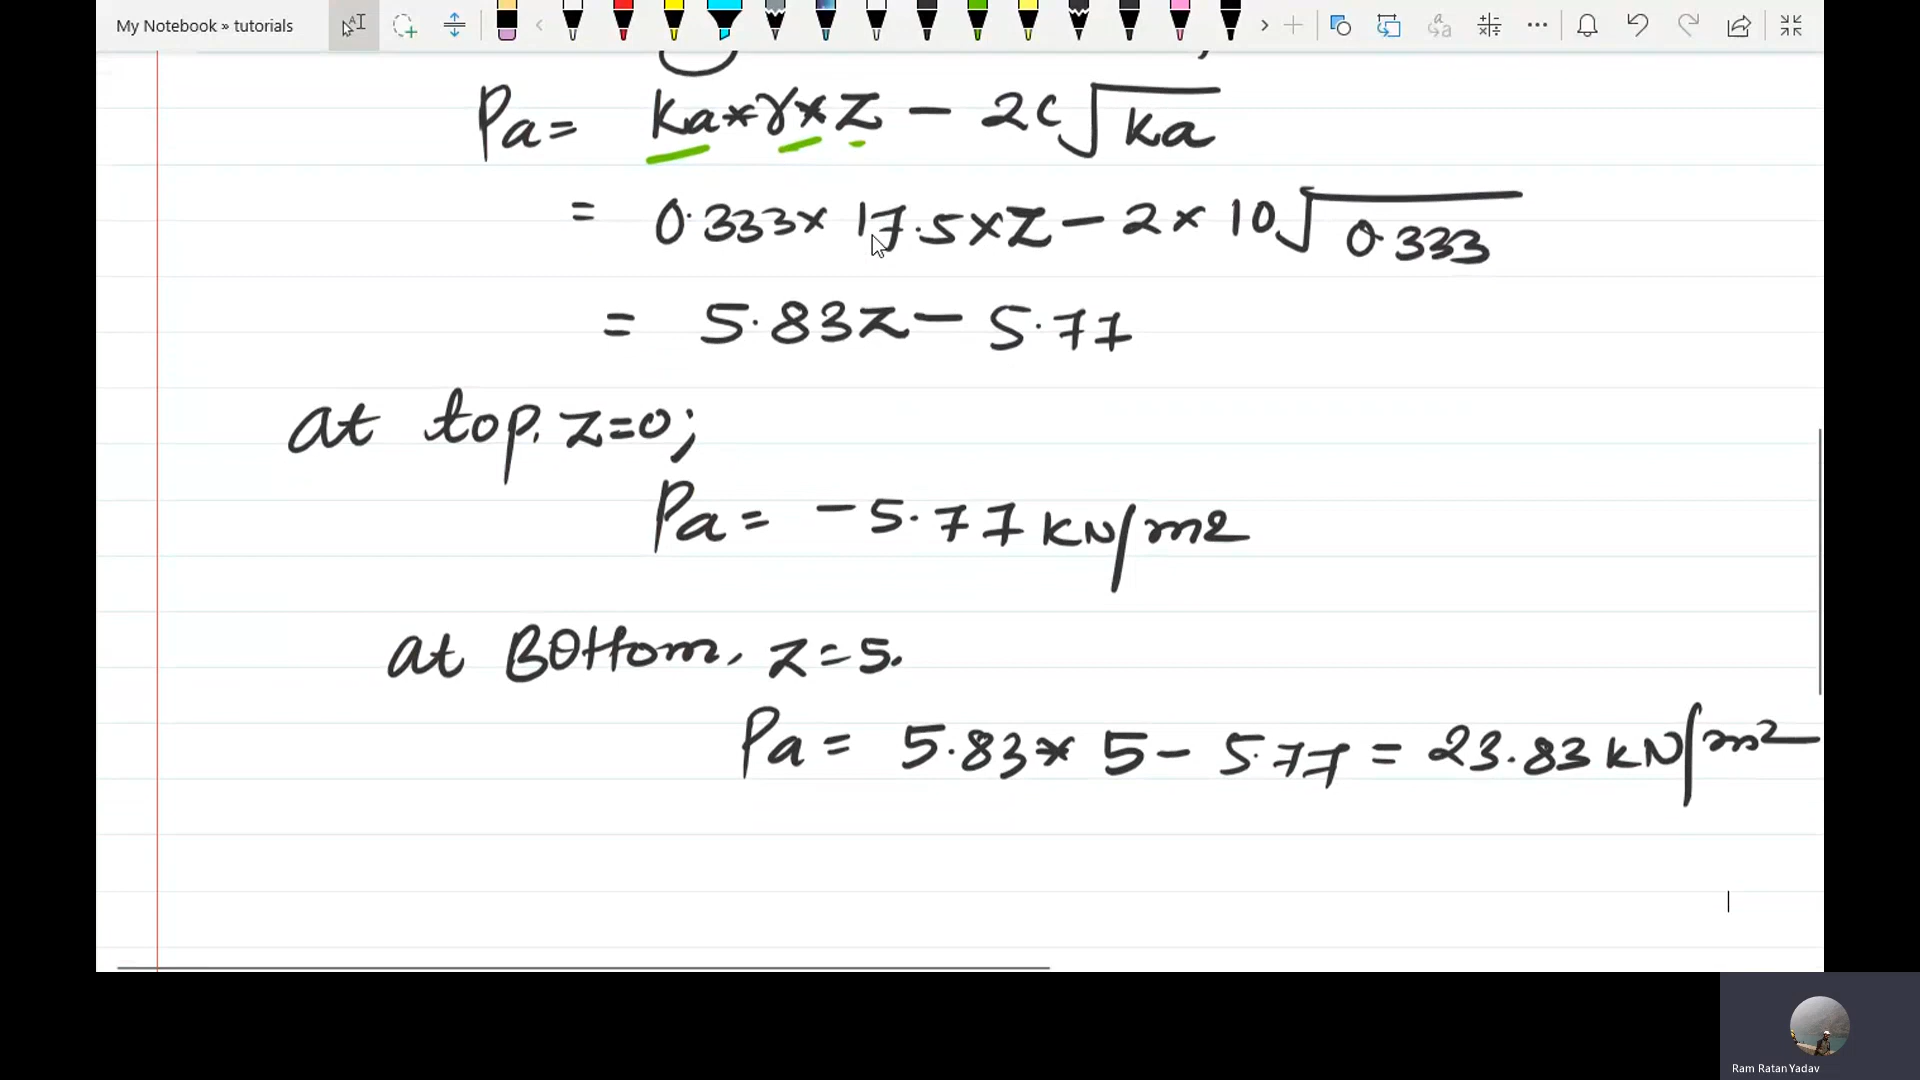 My Notebook » tutorials
Pa= Ka*γ*Z - 2C√Ka
= 0.333x 17.5xZ - 2 x 10√0.333
= 5.83Z - 5.77
at top. Z=0;
Pa= -5.77 KN/m2
at Bottom. Z=5.
Pa= 5.83* 5 - 5.77 = 23.83 KN/m2
Ram Ratan Yadav